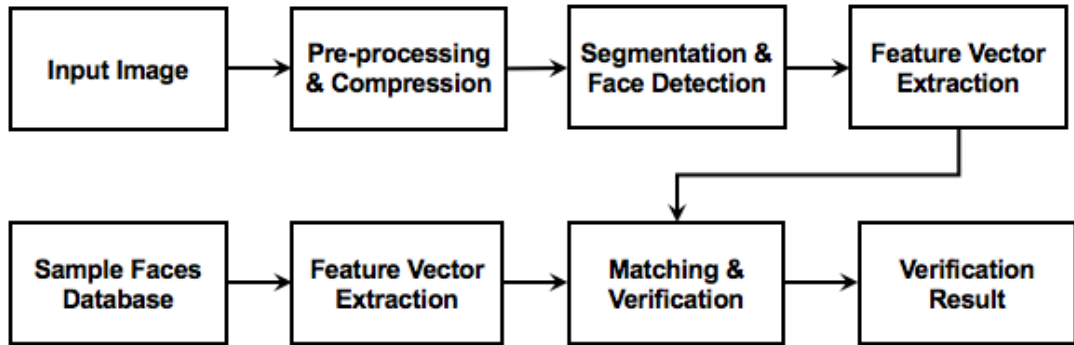 Input Image
Pre-processing
& Compression
Segmentation &
Face Detection
Feature Vector
Extraction
Sample Faces
Database
Feature Vector
Extraction
Matching &
Verification
Verification
Result